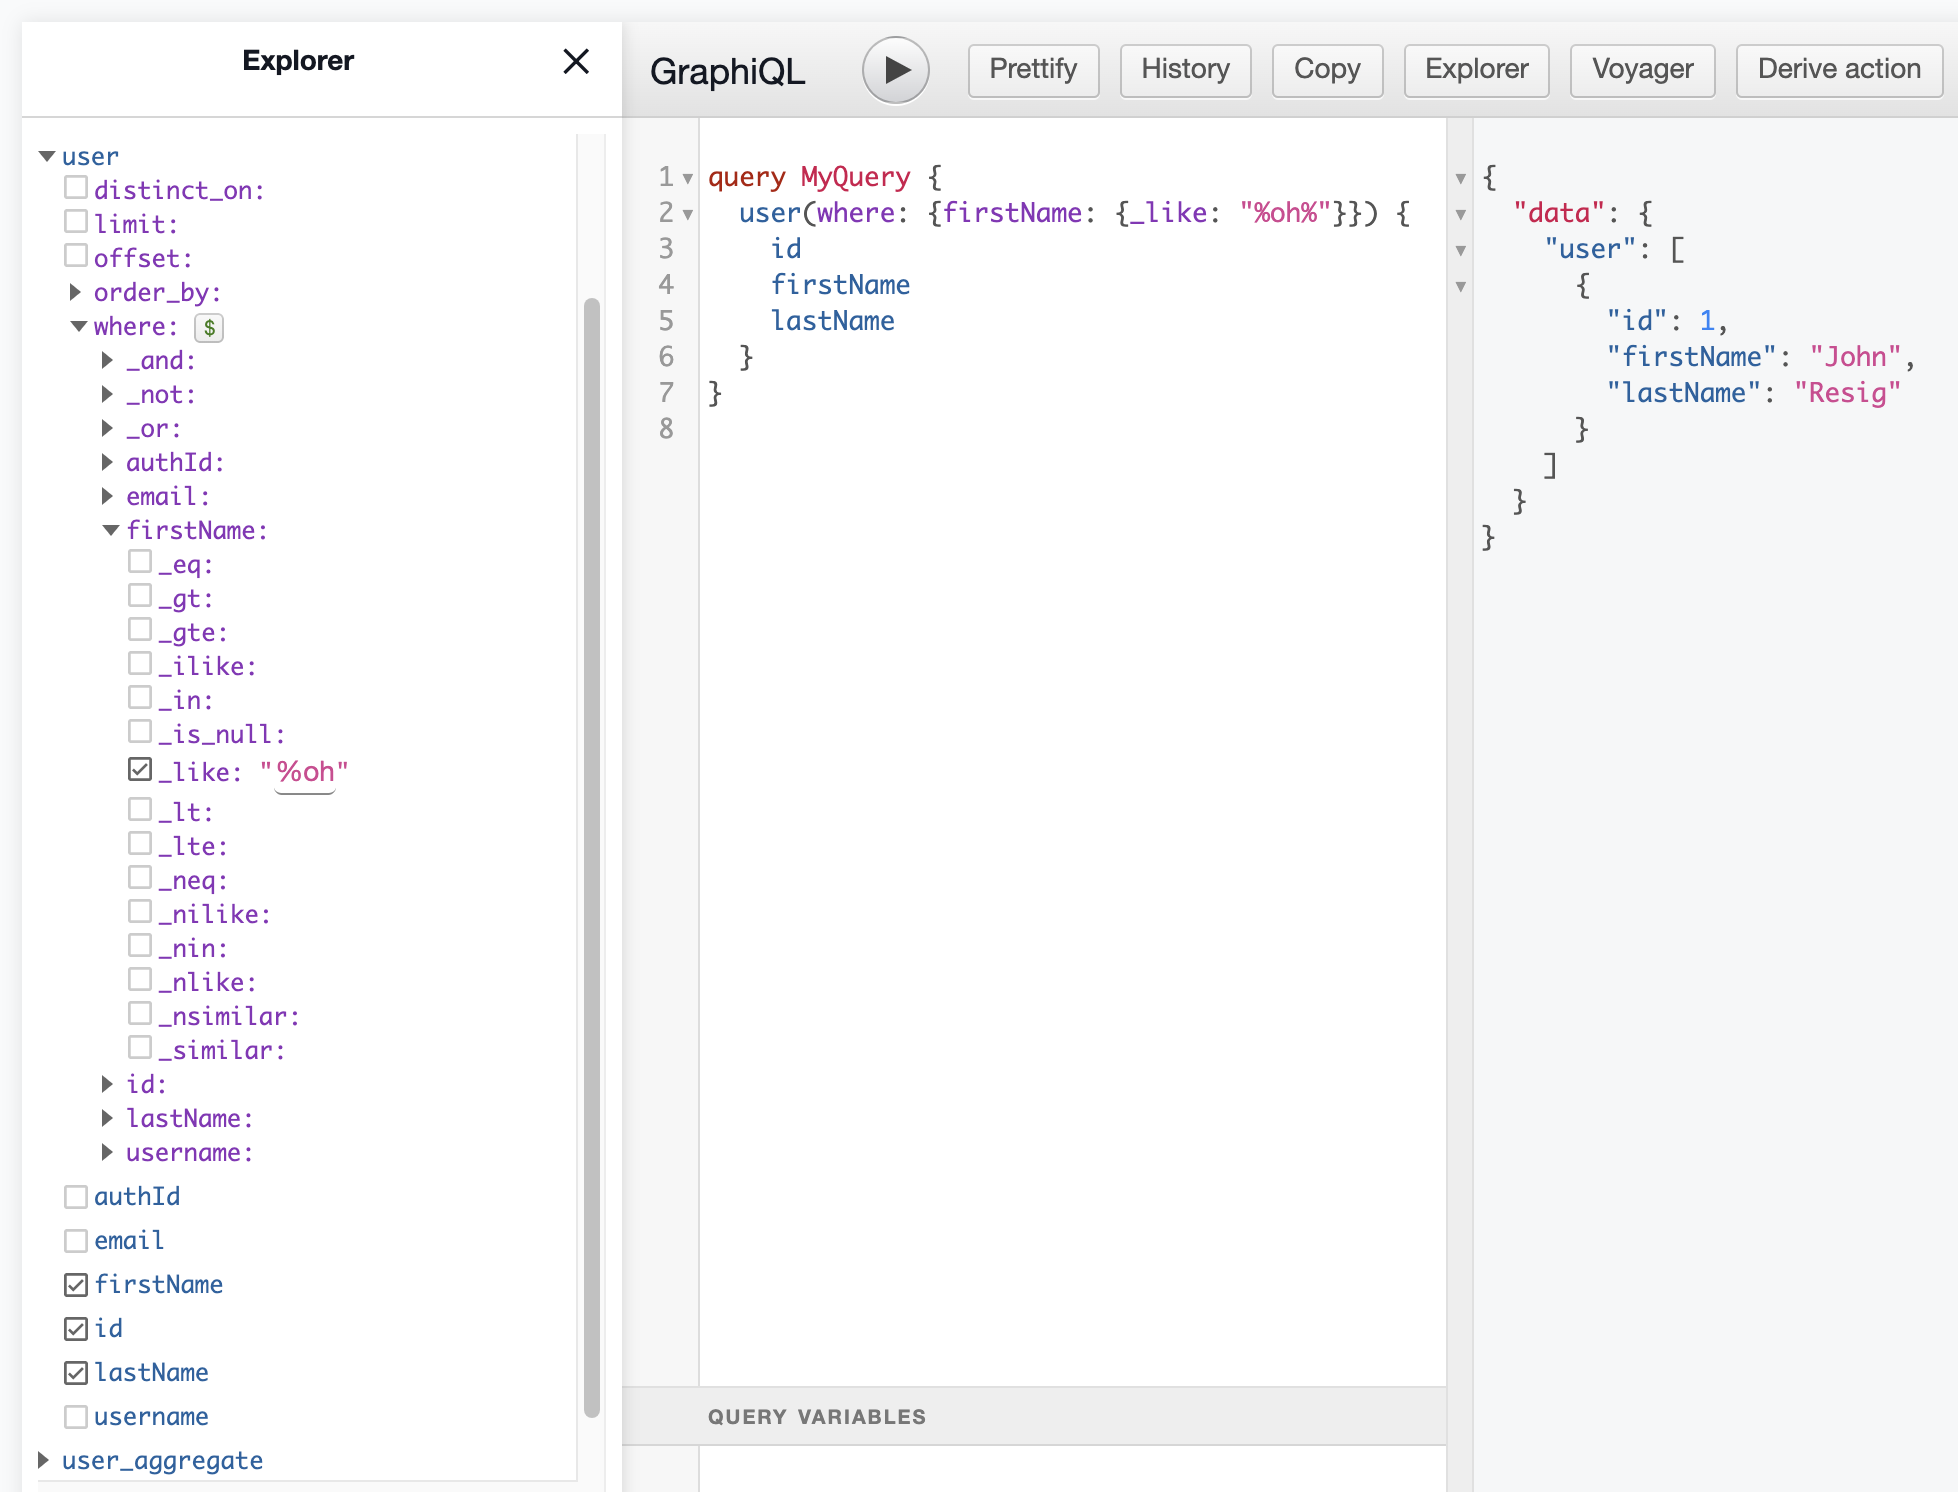 Explorer
user
distinct_on:
limit:
offset:
order_by:
where: $
_and:
_not:
_or:
authId:
email:
firstName:
_eq:
_gt:
_gte:
_ilike:
_in:
_is_null:
_like: "%oh"
_lt:
_lte:
_neq:
_nilike:
_nin:
_nlike:
_nsimilar:
_similar:
id:
lastName:
username:
authId
email
firstName
id
lastName
username
user_aggregate
GraphiQL
Prettify
History
Copy
Explorer
Voyager
Derive action
1 query MyQuery {
2 user(where: {firstName: {_like: "%oh%"}}) {
3 id
4 firstName
5 lastName
6 }
7 }
8
QUERY VARIABLES
{
"data": {
"user": [
{
"id": 1,
"firstName": "John",
"lastName": "Resig"
}
]
}
}